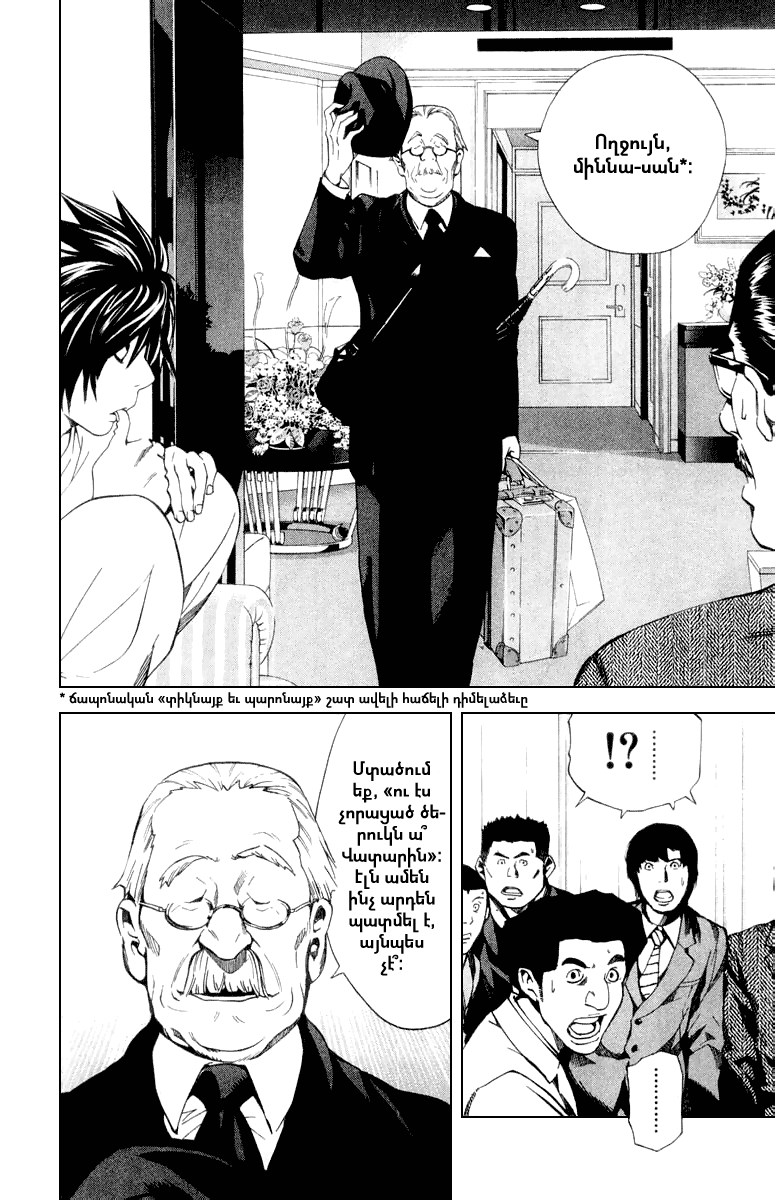 Ողջույն,
միննա-սան*:
* ճապոնական «տիկնայք եւ պարոնայք» շատ ավելի հաճելի դիմելաձեւը
!? ........
Մտածում
եք, «ու էս
չորացած ծե-
րուկն ա՞
Վատարին»:
Էլն ամեն
ինչ արդեն
պատմել է,
այնպես
չէ՞:
........